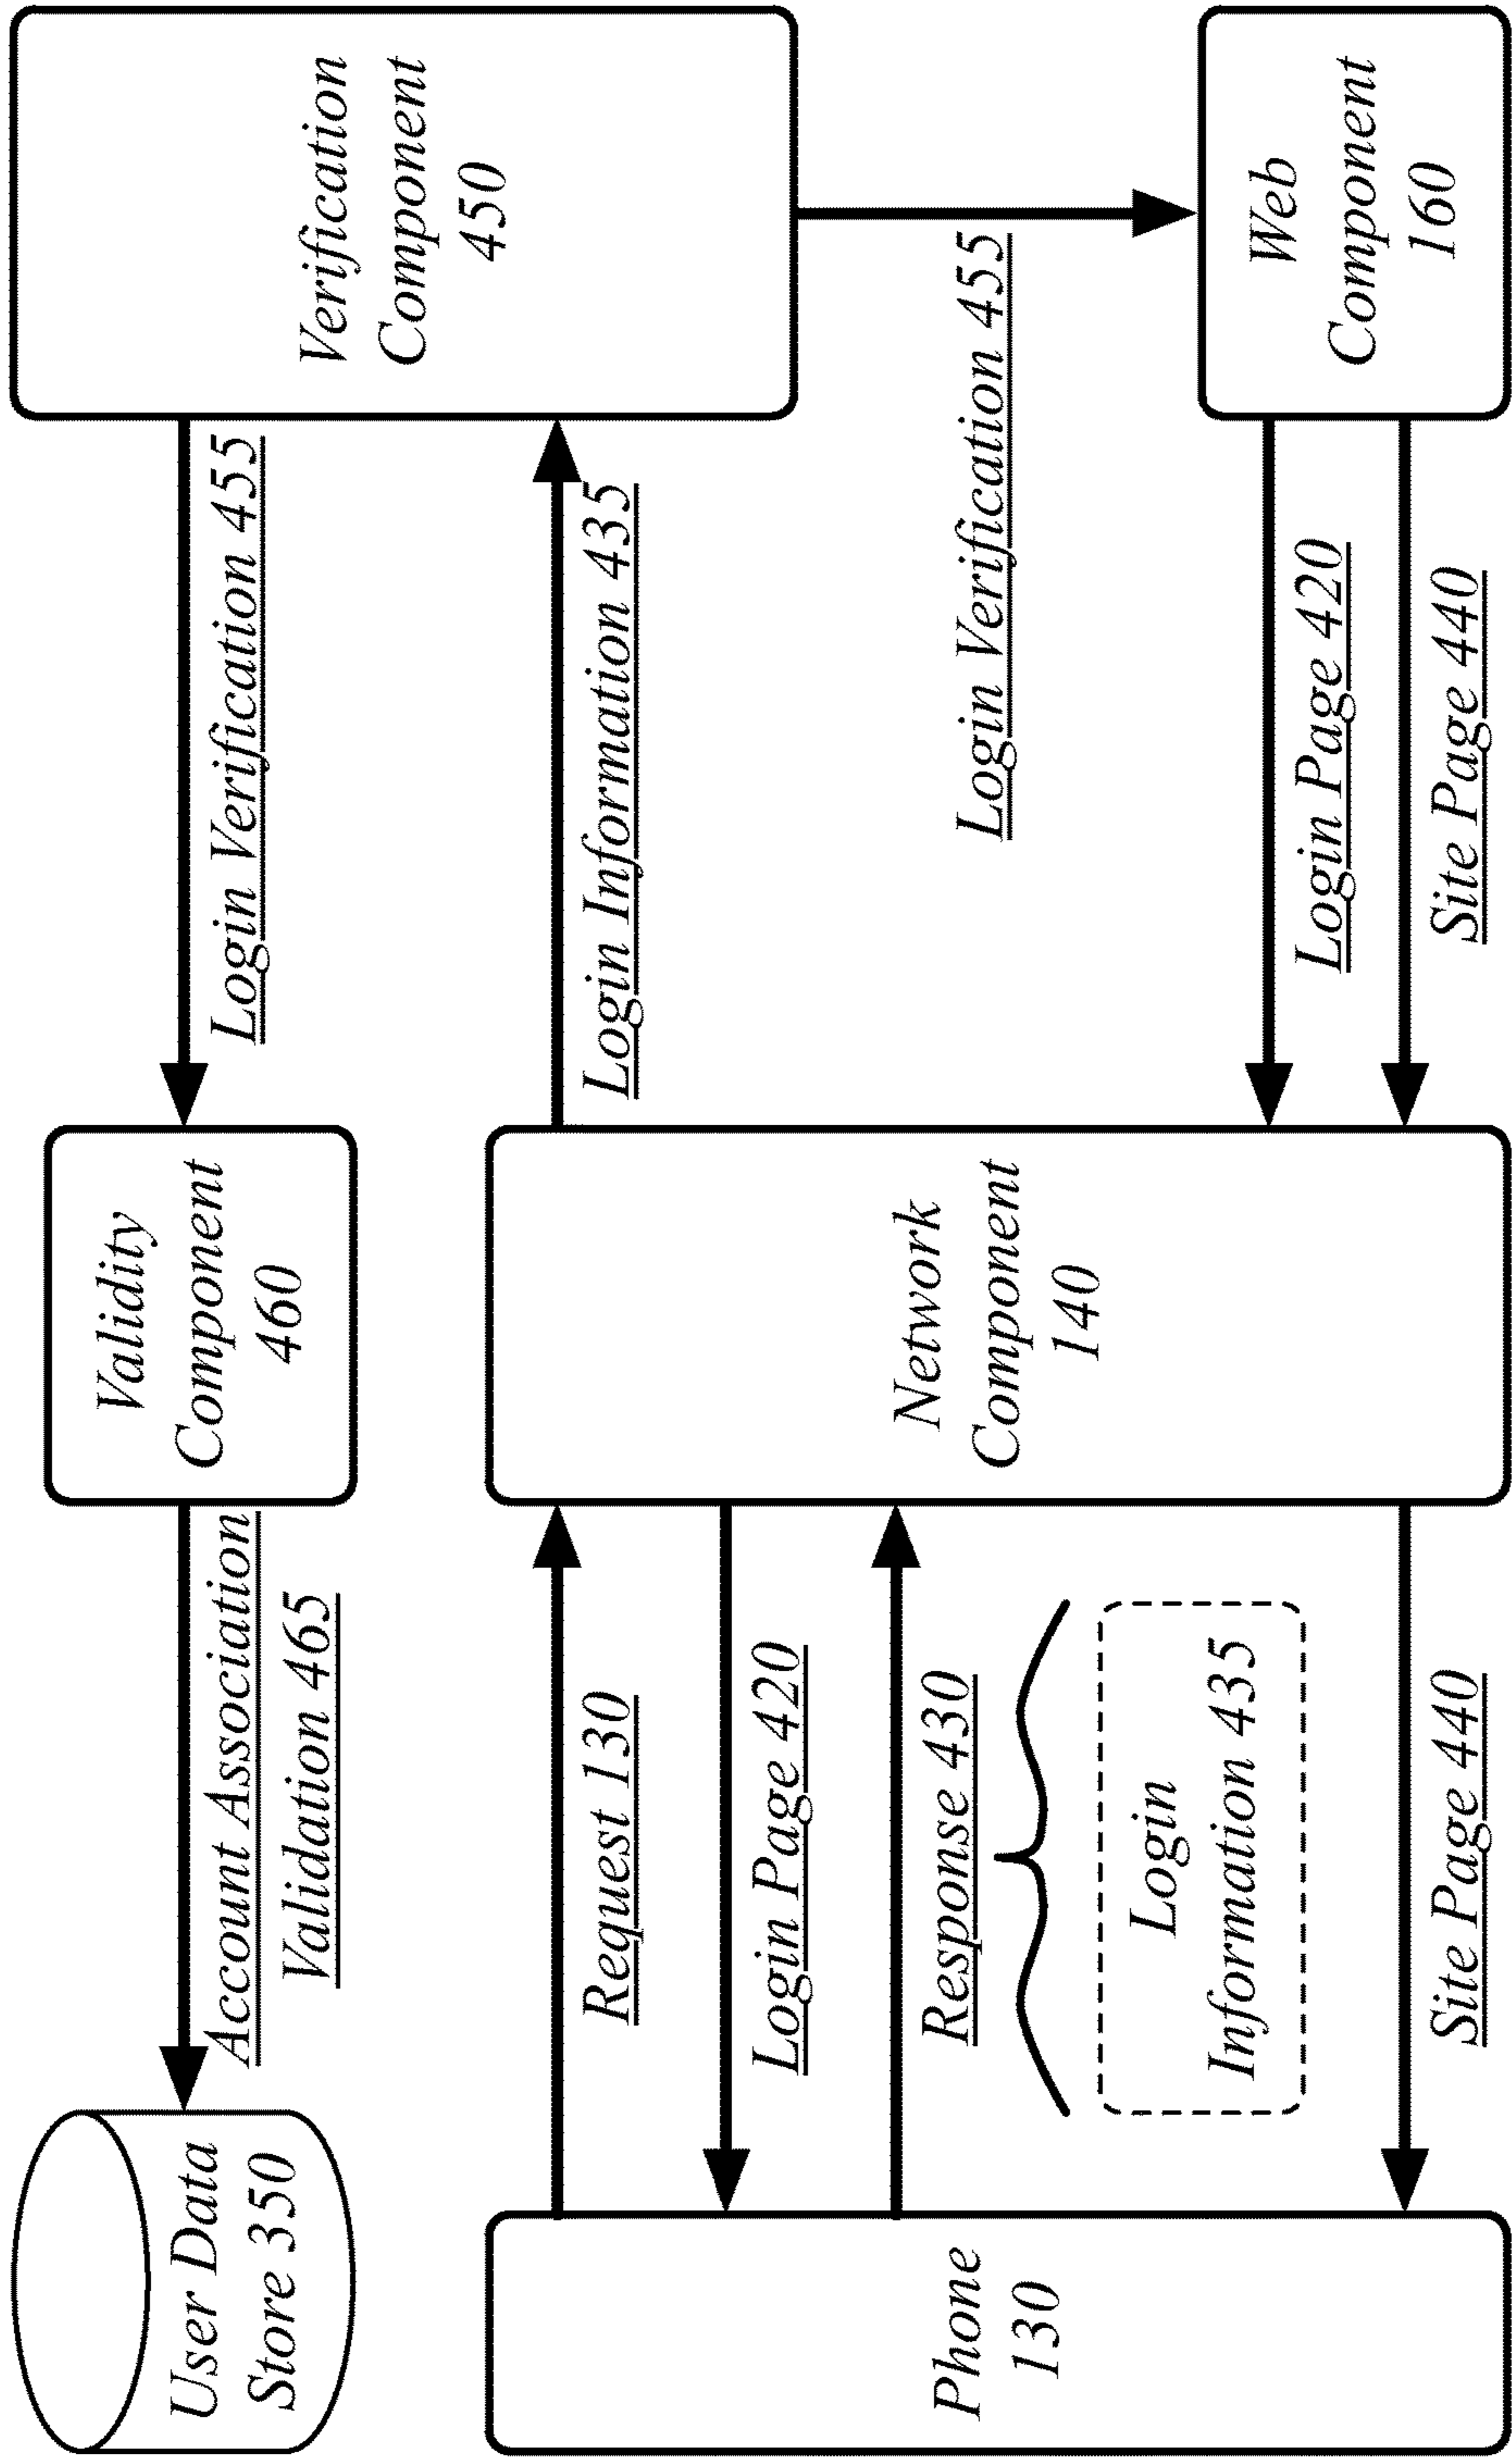 User Data
Store 350
Account Association
Validation 465
Validity
Component
460
Login Verification 455
Verification
Component
450
Phone
130
Request 130
Login Page 420
Response 430
Login
Information 435
Site Page 440
Network
Component
140
Login Information 435
Login Verification 455
Login Page 420
Site Page 440
Web
Component
160